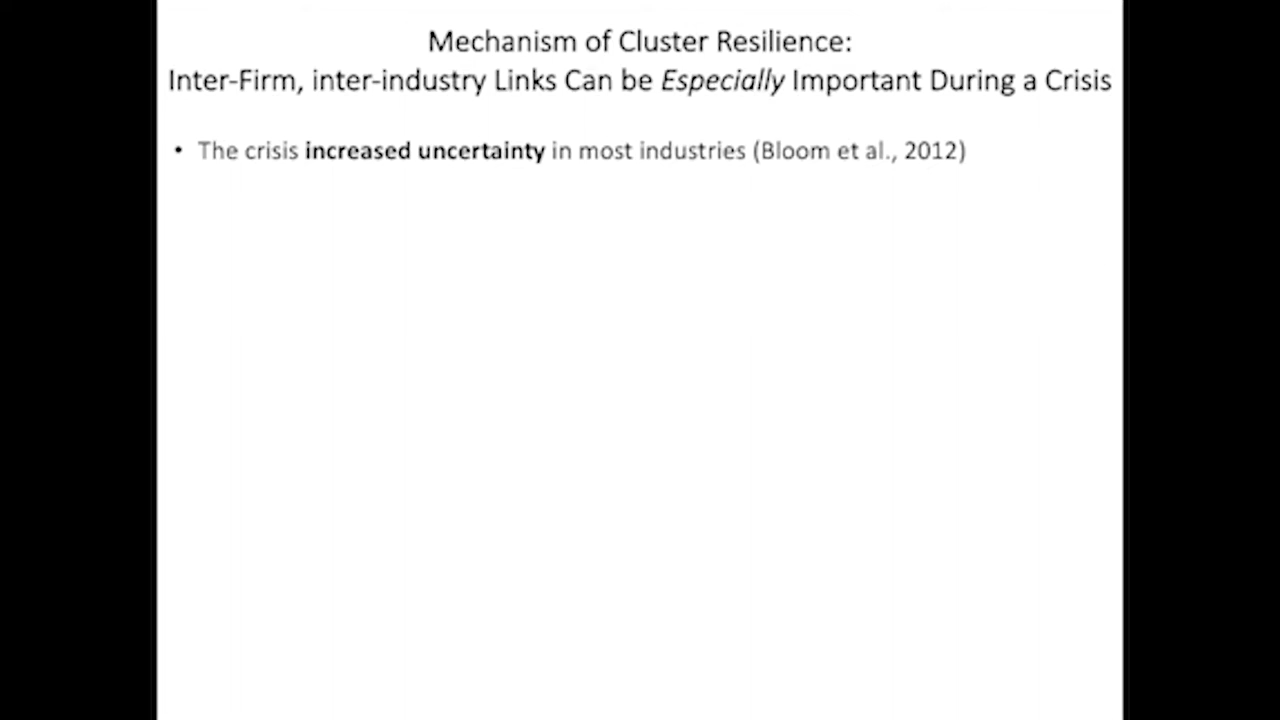 Mechanism of Cluster Resilience:
Inter-Firm, inter-industry Links Can be Especially Important During a Crisis
• The crisis increased uncertainty in most industries (Bloom et al., 2012)